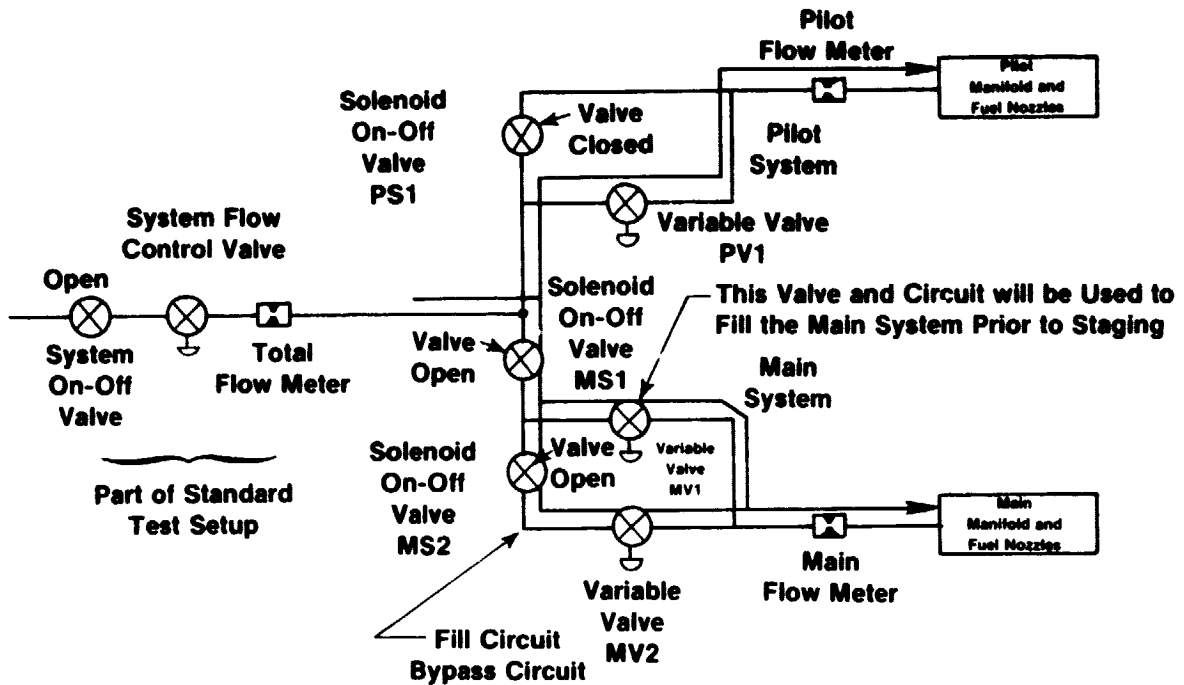 Pilot
Flow Meter
Pilot
Manifold and
Fuel Nozzles
Solenoid
On-Off
Valve
PS1
Valve
Closed
Pilot
System
System Flow
Control Valve
Variable Valve
PV1
Open
System
On-Off
Valve
Total
Flow Meter
Solenoid
On-Off
Valve
MS1
This Valve and Circuit will be Used to
Fill the Main System Prior to Staging
Valve
Open
Main
System
Part of Standard
Test Setup
Solenoid
On-Off
Valve
MS2
Valve
Open
Variable
Valve
MV1
Main
Manifold and
Fuel Nozzles
Main
Flow Meter
Variable
Valve
MV2
Fill Circuit
Bypass Circuit